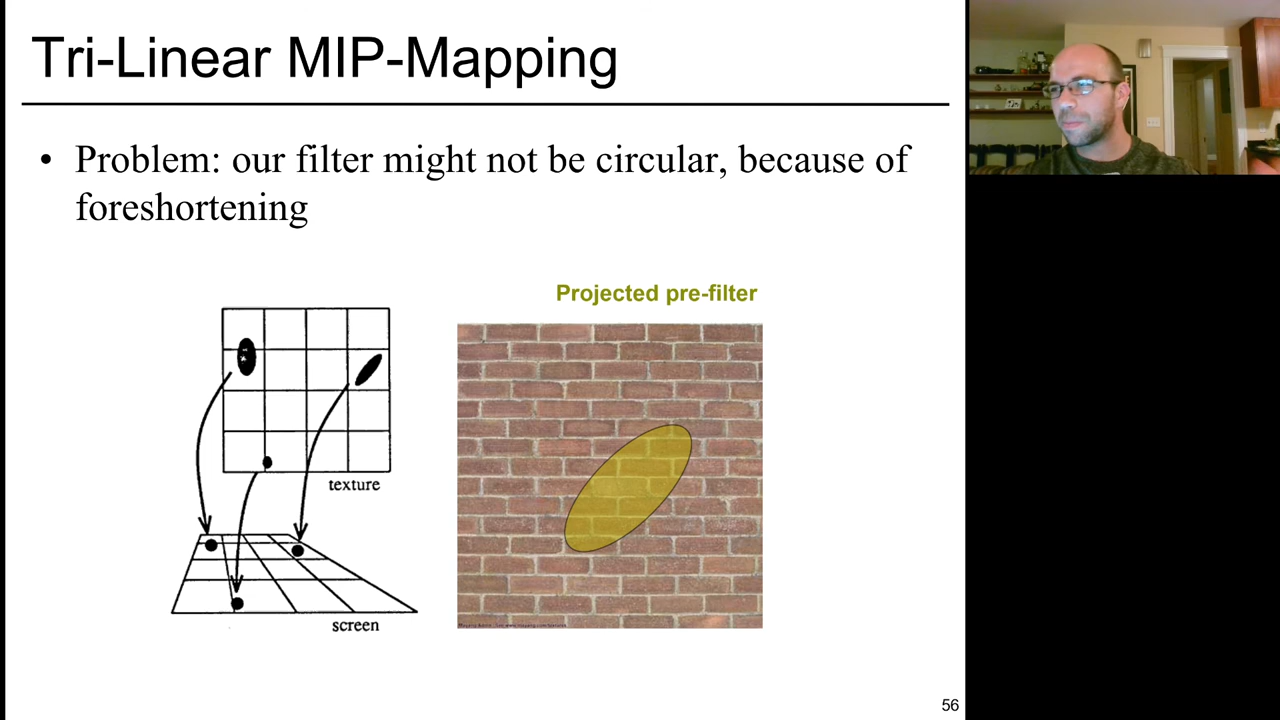 Tri-Linear MIP-Mapping
• Problem: our filter might not be circular, because of
foreshortening
Projected pre-filter
texture
screen
56